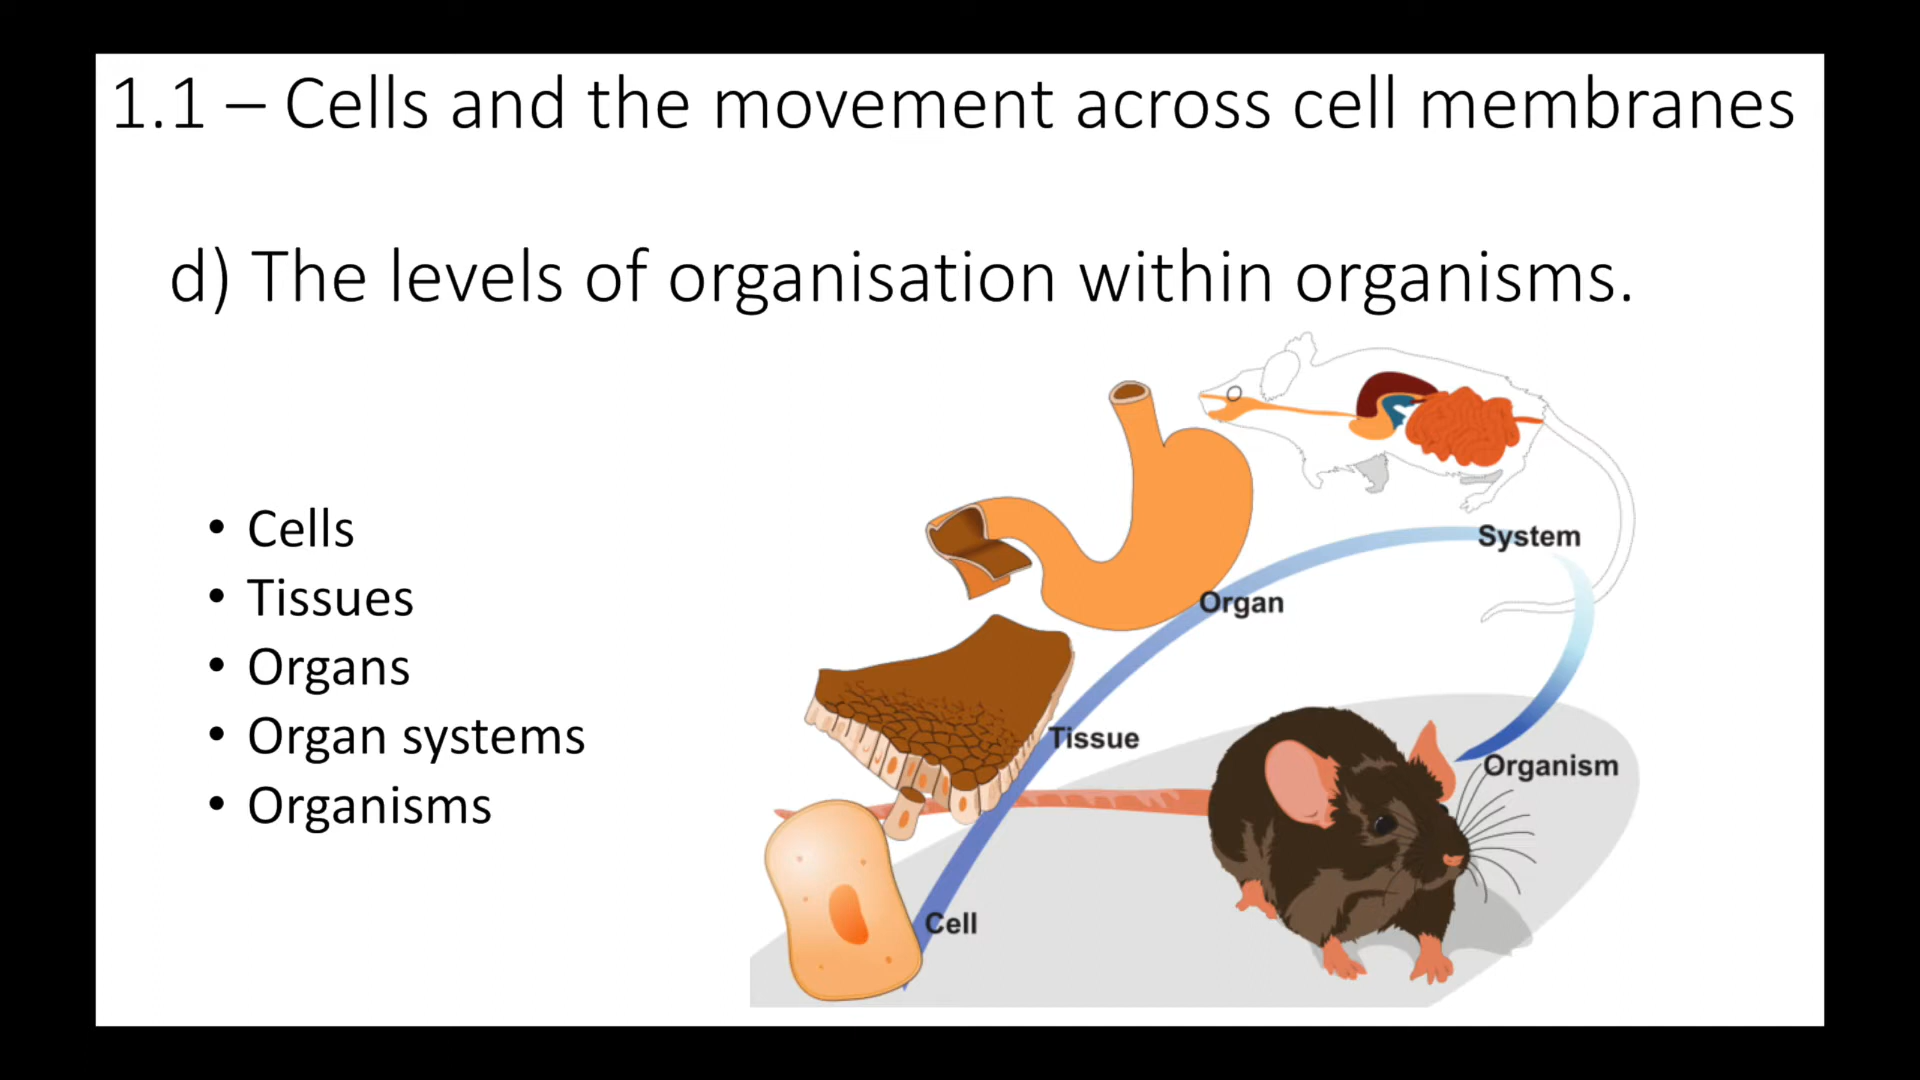 1.1 – Cells and the movement across cell membranes
d) The levels of organisation within organisms.
• Cells
• Tissues
• Organs
• Organ systems
• Organisms
System
Organ
Tissue
Organism
Cell